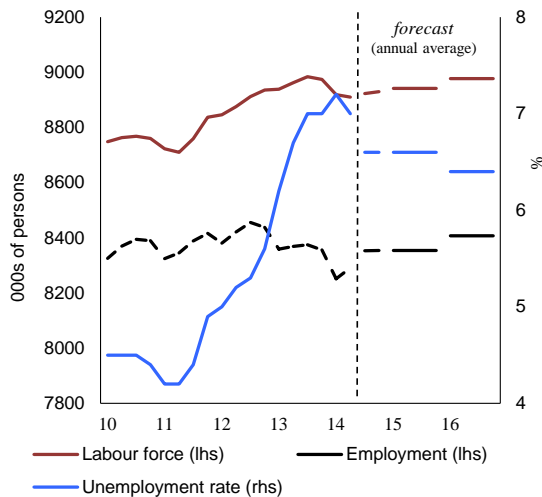 9200
9000
8800
8600
8400
8200
8000
7800
000s of persons
8
7
6
5
4
%
forecast
(annual average)
10 11 12 13 14 15 16
Labour force (lhs) Employment (lhs)
Unemployment rate (rhs)